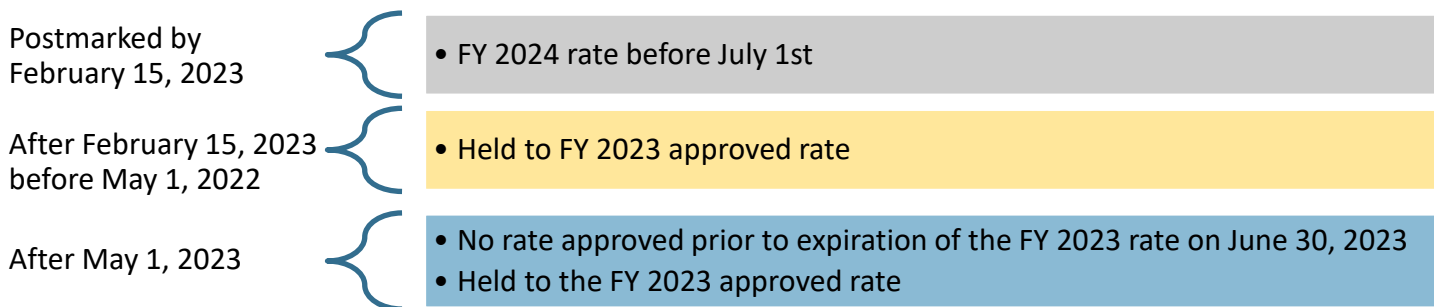 Postmarked by
February 15, 2023
• FY 2024 rate before July 1st
After February 15, 2023
before May 1, 2022
• Held to FY 2023 approved rate
After May 1, 2023
• No rate approved prior to expiration of the FY 2023 rate on June 30, 2023
• Held to the FY 2023 approved rate